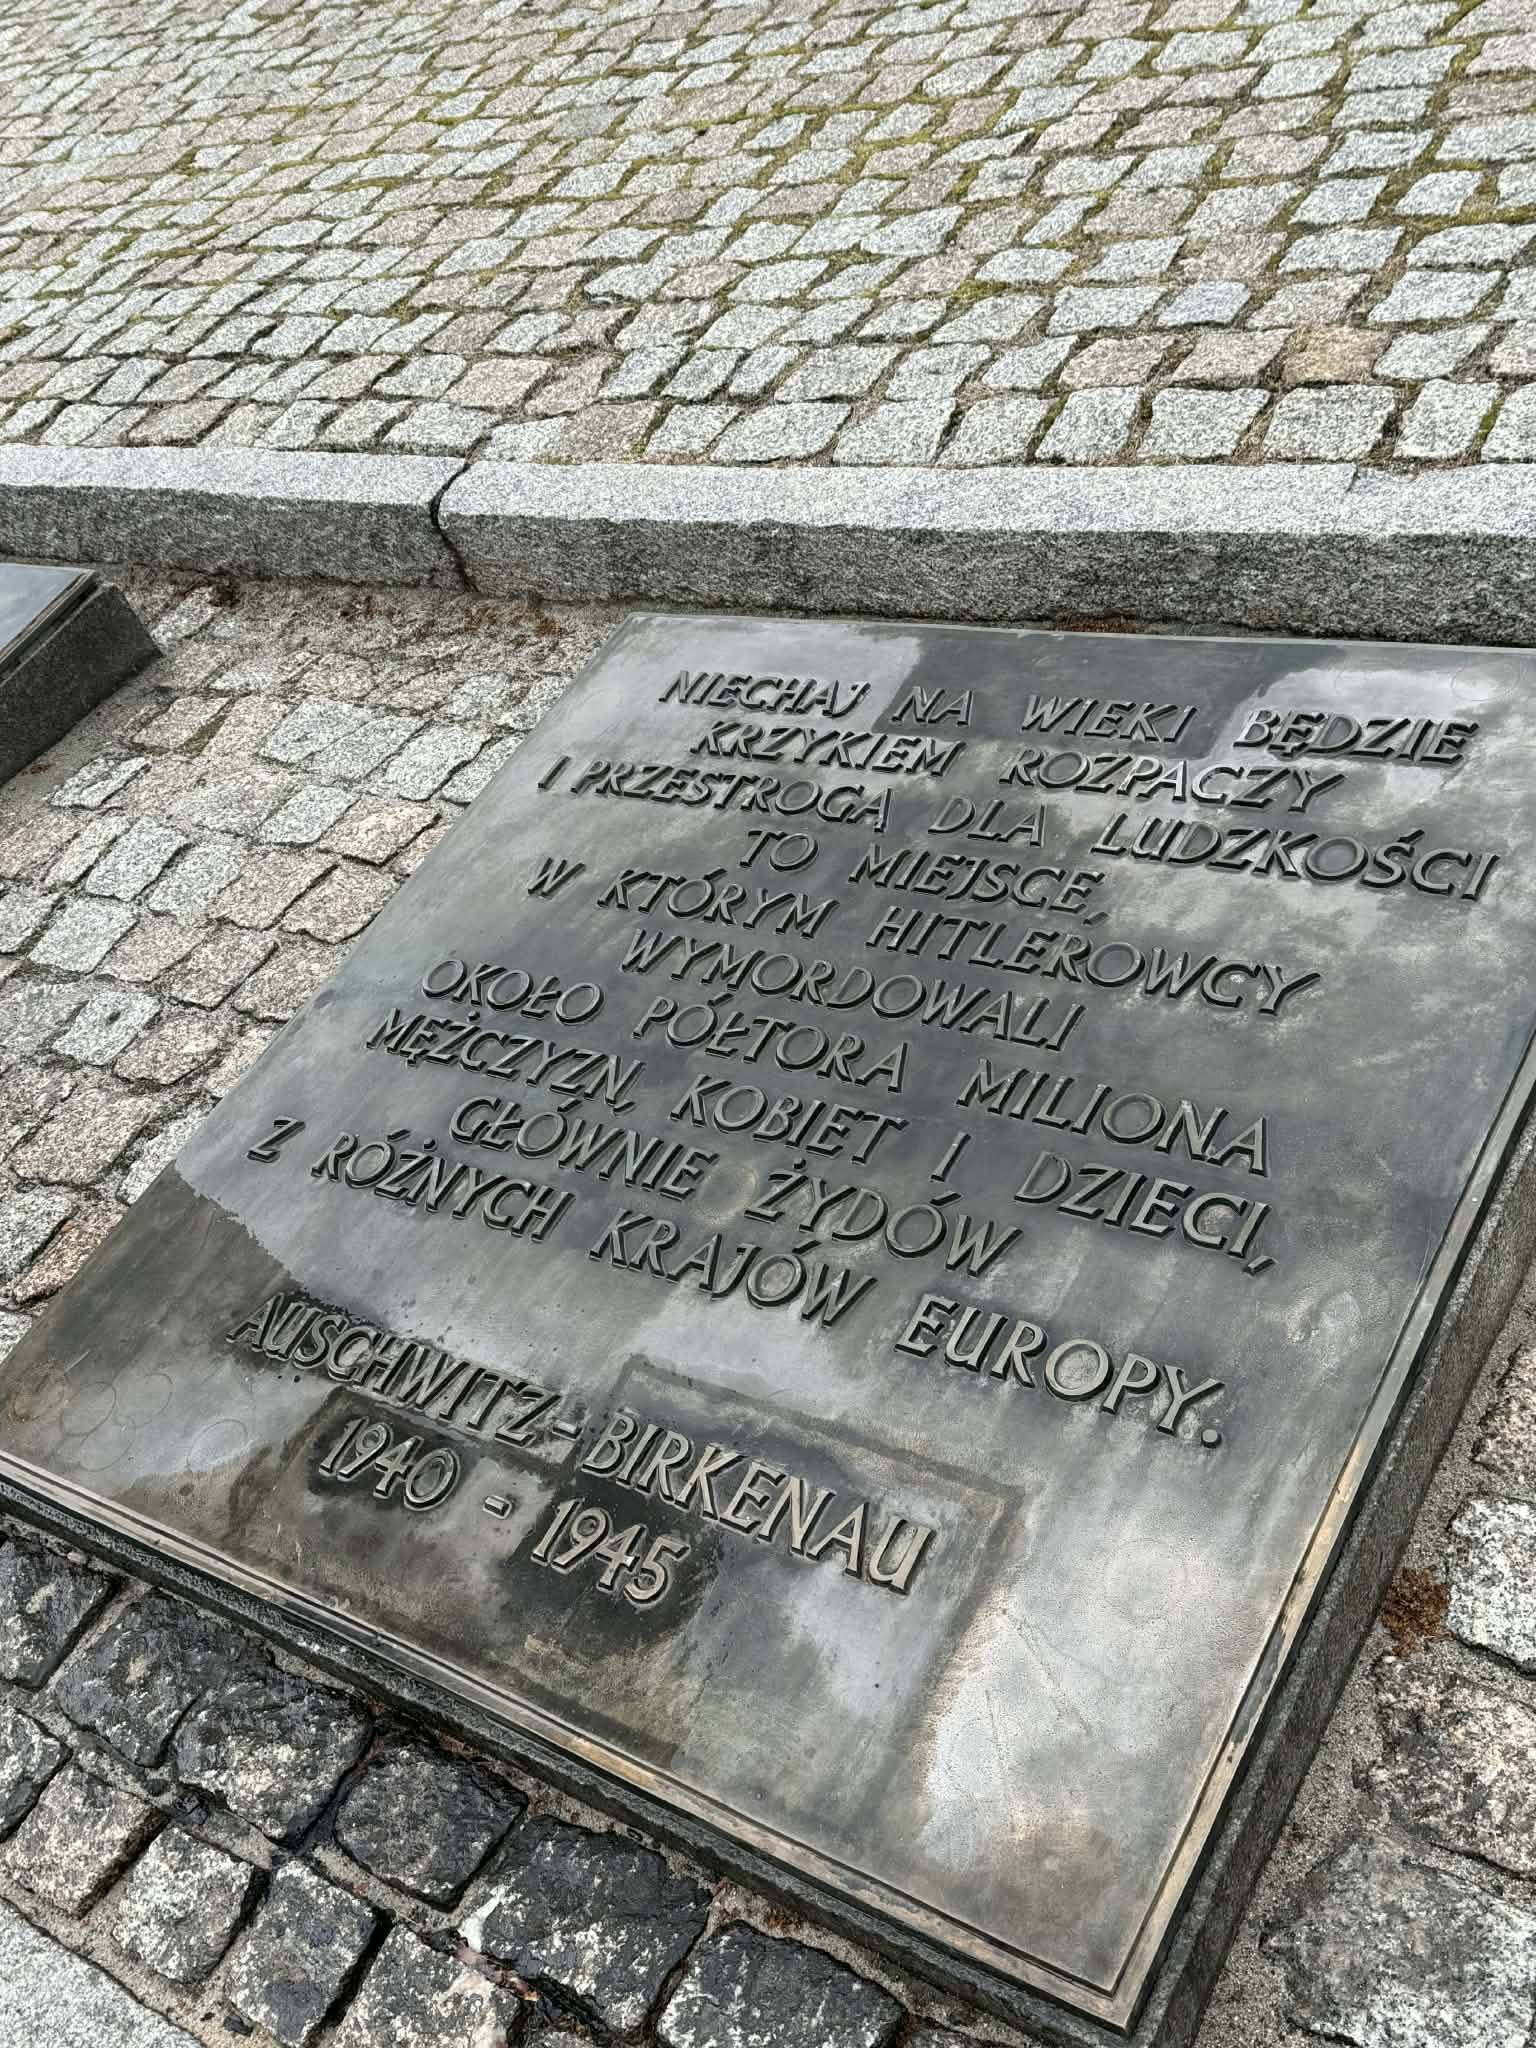 NIECHAJ NA WIEKI BĘDZIE
KRZYKIEM ROZPACZY
I PRZESTROGĄ DLA LUDZKOŚCI
TO MIEJSCE,
W KTÓRYM HITLEROWCY
WYMORDOWALI
OKOŁO PÓŁTORA MILIONA
MĘŻCZYZN, KOBIET I DZIECI,
GŁÓWNIE ŻYDÓW
Z RÓŻNYCH KRAJÓW EUROPY.
AUSCHWITZ-BIRKENAU
1940 - 1945